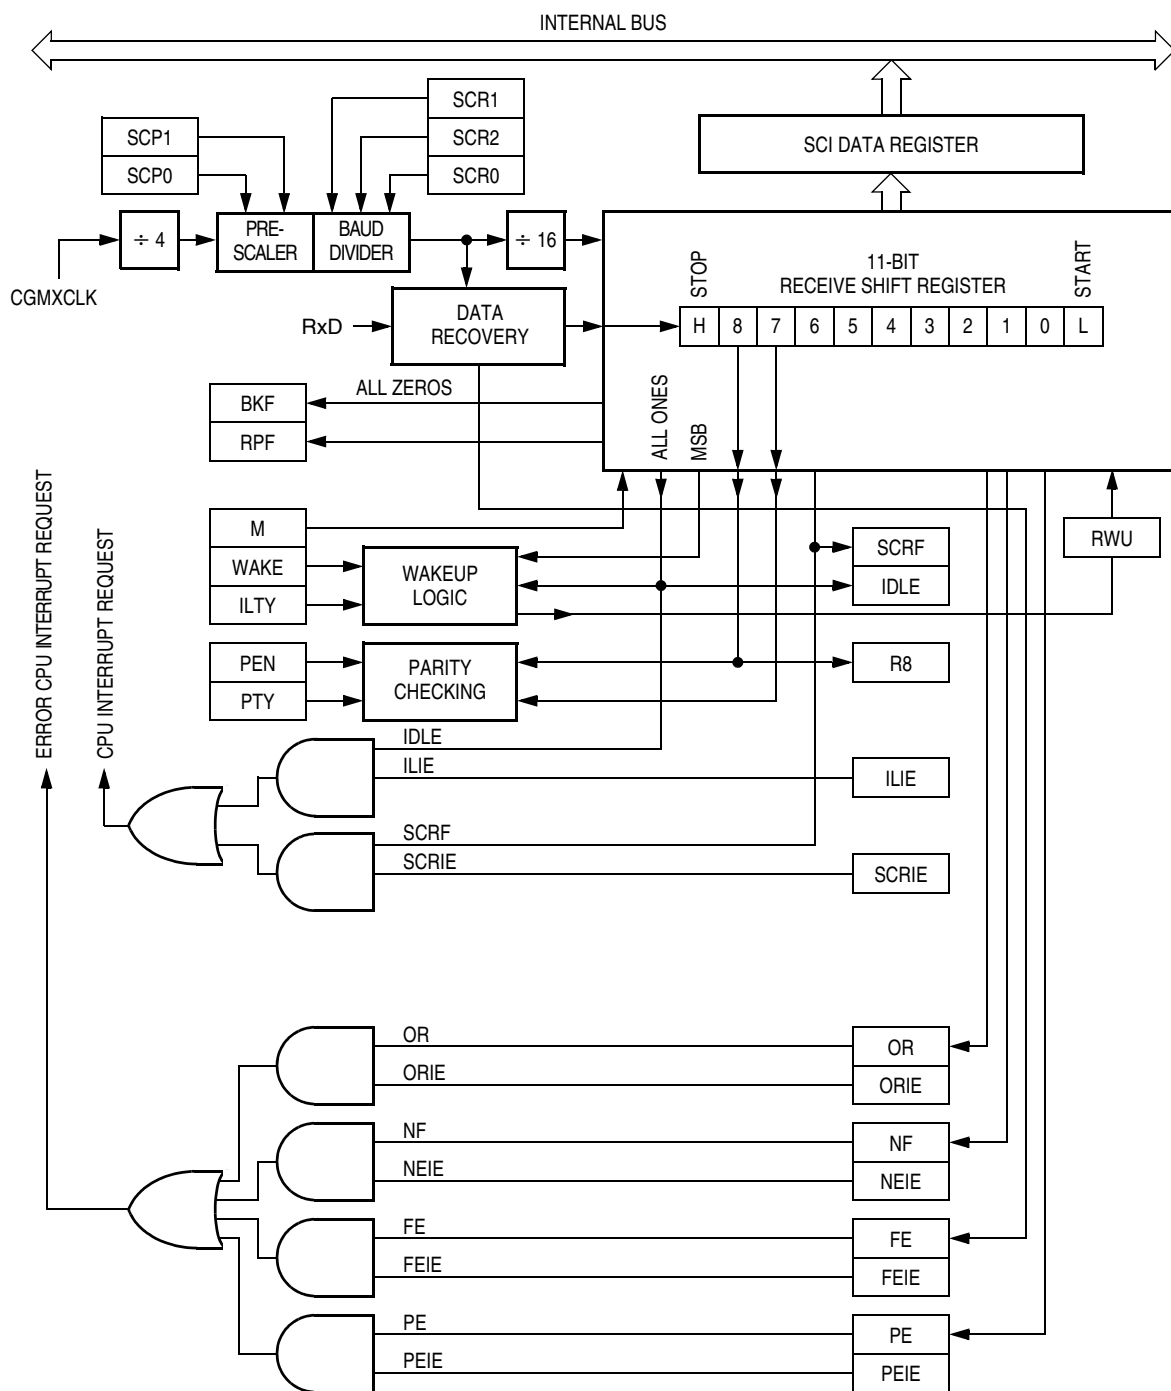 INTERNAL BUS
SCR1
SCR2
SCR0
SCP1
SCP0
SCI DATA REGISTER
÷ 4
PRE-
SCALER
BAUD
DIVIDER
÷ 16
CGMXCLK
RxD
DATA
RECOVERY
STOP
11-BIT
RECEIVE SHIFT REGISTER
START
H 8 7 6 5 4 3 2 1 0 L
ALL ZEROS
BKF
RPF
ALL ONES
MSB
M
WAKE
ILTY
WAKEUP
LOGIC
SCRF
IDLE
RWU
PEN
PTY
PARITY
CHECKING
R8
ERROR CPU INTERRUPT REQUEST
CPU INTERRUPT REQUEST
IDLE
ILIE
ILIE
SCRF
SCRIE
SCRIE
OR
ORIE
OR
ORIE
NF
NEIE
NF
NEIE
FE
FEIE
FE
FEIE
PE
PEIE
PE
PEIE